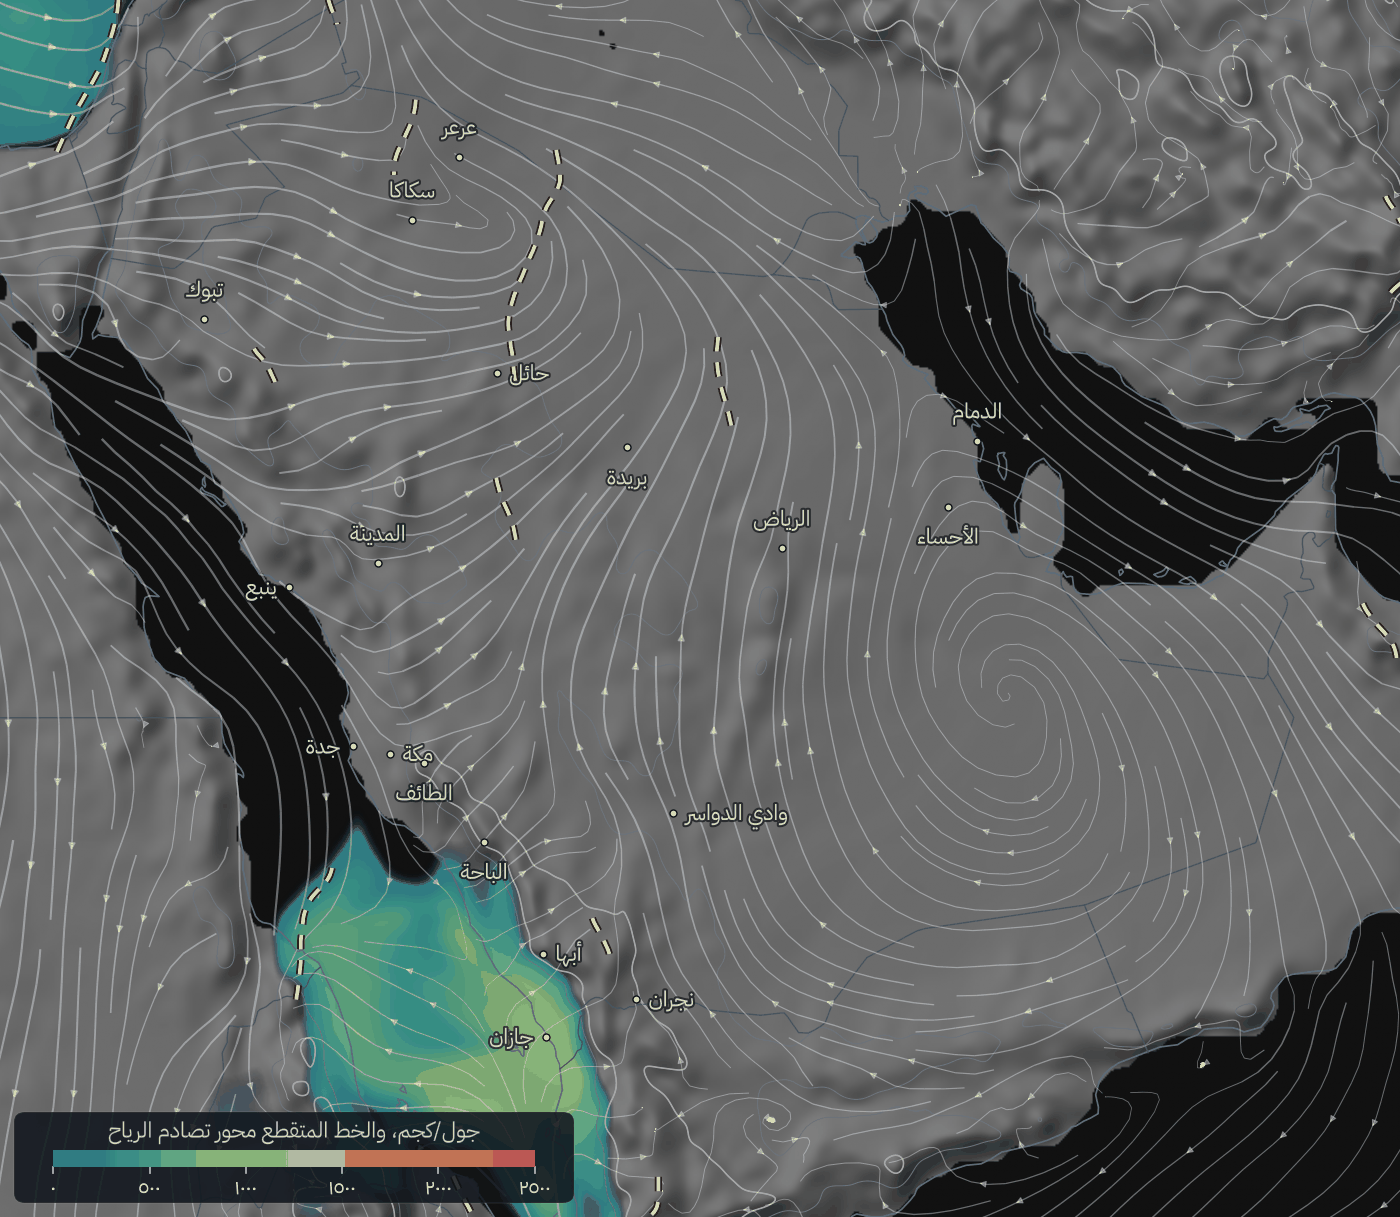 عرعر
سكاكا
تبوك
حائل
الدمام
بريدة
الرياض
الأحساء
المدينة
ينبع
جدة
مكة
الطائف
وادي الدواسر
الباحة
أبها
نجران
جازان
جول/كجم، والخط المتقطع محور تصادم الرياح
٠ ٥٠٠ ١٠٠٠ ١٥٠٠ ٢٠٠٠ ٢٥٠٠